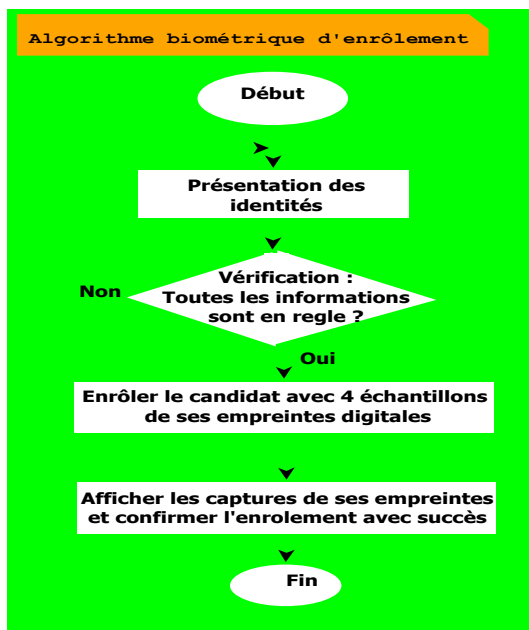 Algorithme biométrique d'enrôlement
Début
Présentation des
identités
Vérification :
Non
Toutes les informations
sont en regle ?
Oui
Enrôler le candidat avec 4 échantillons
de ses empreintes digitales
Afficher les captures de ses empreintes
et confirmer l'enrolement avec succès
Fin